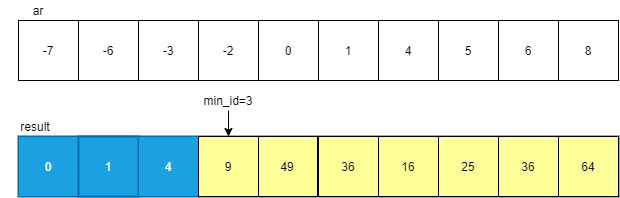 ar
-7 -6 -3 -2 0 1 4 5 6 8
min_id=3
result
0 1 4 9 49 36 16 25 36 64